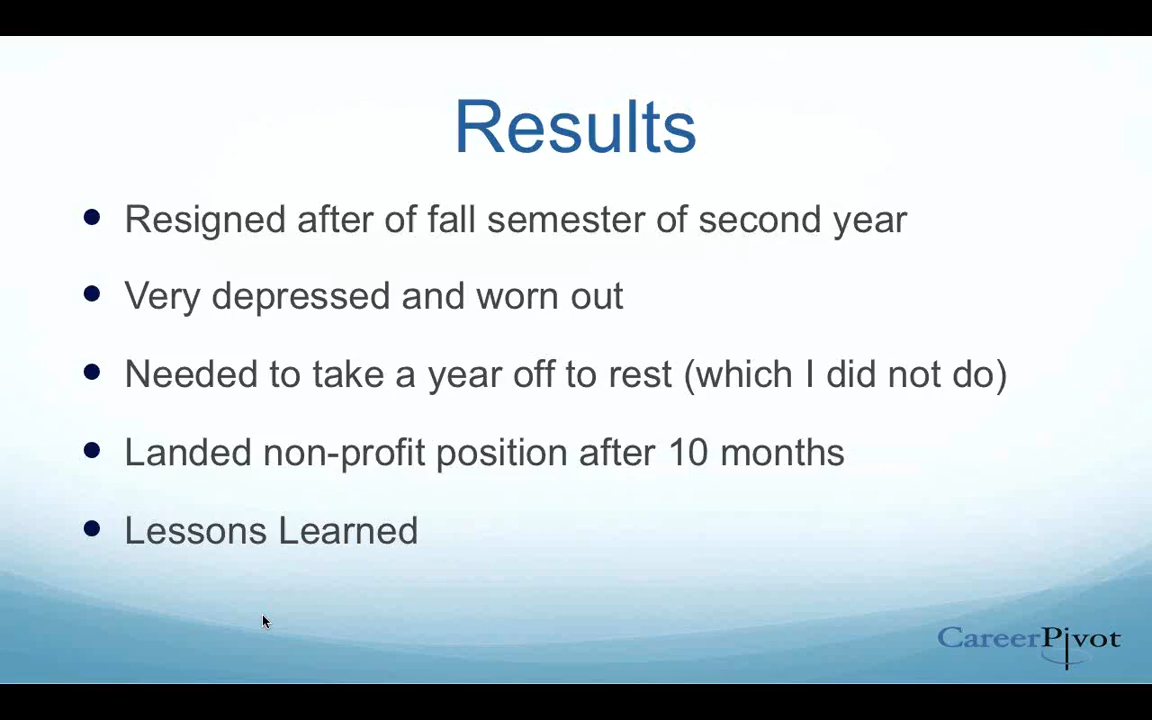 Results
Resigned after of fall semester of second year
Very depressed and worn out
Needed to take a year off to rest (which I did not do)
Landed non-profit position after 10 months
Lessons Learned
CareerPivot